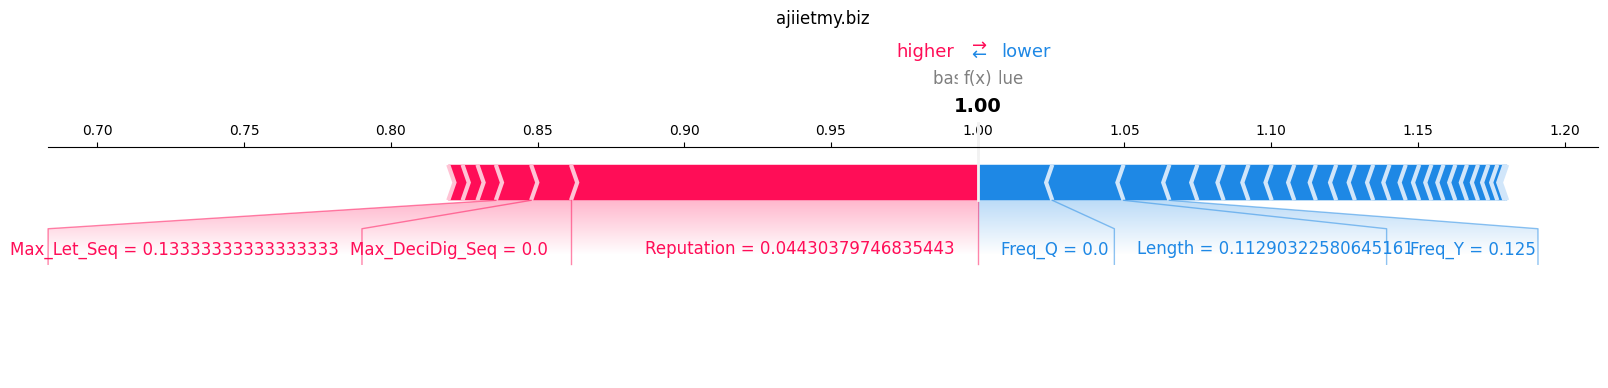 ajiietmy.biz
higher → ← lower
bas f(x) lue
1.00
0.70 0.75 0.80 0.85 0.90 0.95 1.00 1.05 1.10 1.15 1.20
Max_Let_Seq = 0.13333333333333333 Max_DeciDig_Seq = 0.0 Reputation = 0.04430379746835443 Freq_Q = 0.0 Length = 0.11290322580645161 Freq_Y = 0.125